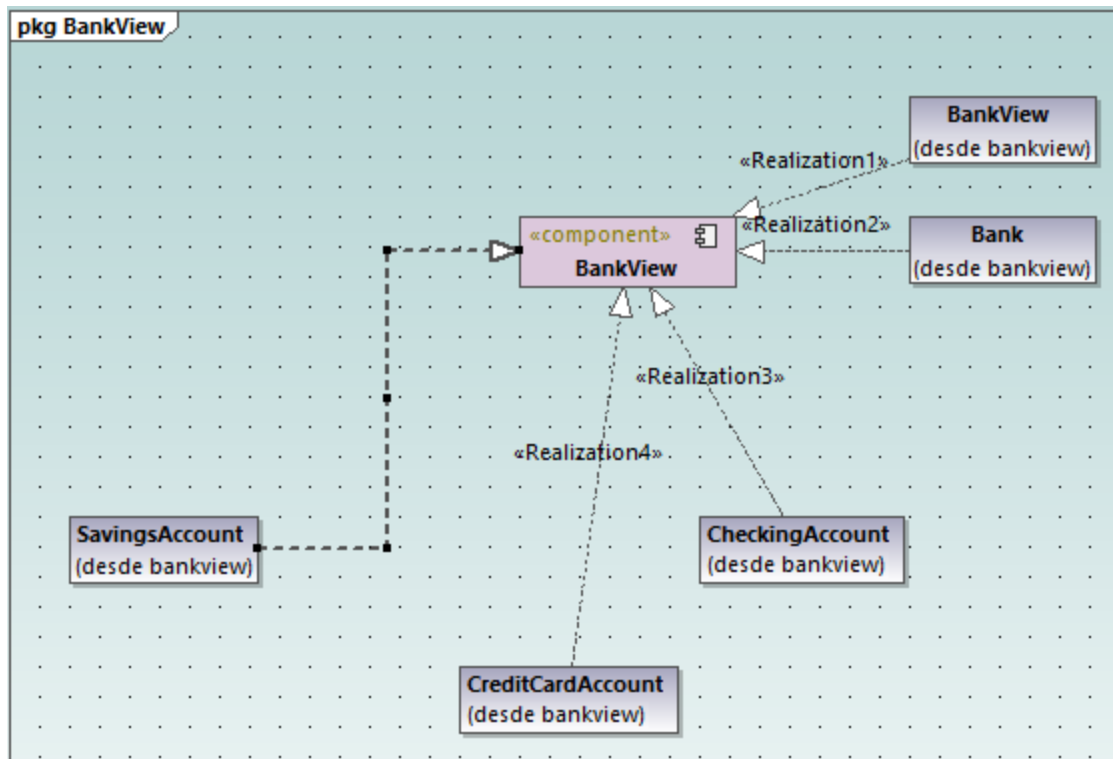 pkg BankView
BankView
(desde bankview)
«Realization1»
«Realization2»
«component»
BankView
Bank
(desde bankview)
«Realization3»
«Realization4»
SavingsAccount
(desde bankview)
CheckingAccount
(desde bankview)
CreditCardAccount
(desde bankview)